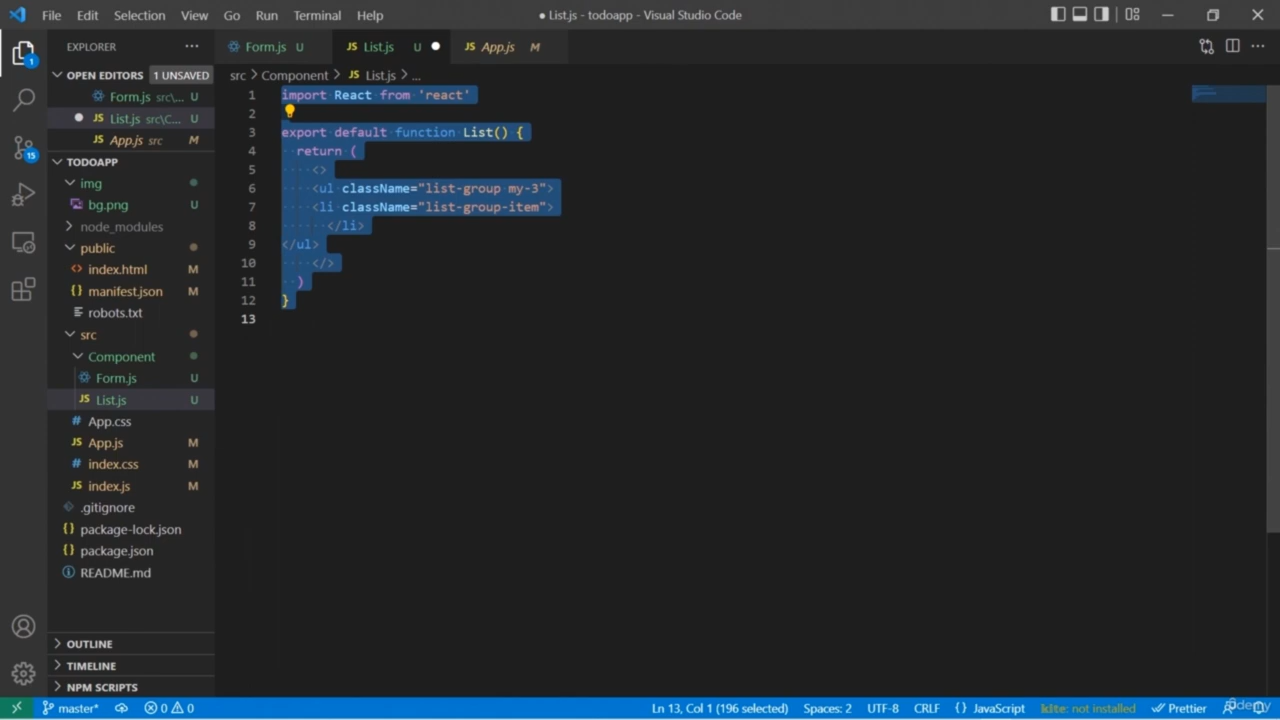 File Edit Selection View Go Run Terminal Help
● List.js - todoapp - Visual Studio Code
EXPLORER
Form.js U
List.js U
App.js M
OPEN EDITORS 1 UNSAVED
src > Component > JS List.js > ...
Form.js src\... U
JS List.js src\C... U
JS App.js src M
TODOAPP
img
bg.png U
node_modules
public
index.html M
{} manifest.json M
robots.txt
src
Component
Form.js U
JS List.js U
# App.css
JS App.js M
# index.css M
JS index.js M
.gitignore
{} package-lock.json
{} package.json
README.md
OUTLINE
TIMELINE
NPM SCRIPTS
1
15
1 import React from 'react'
2
3 export default function List() {
4 return (
5 <>
6 <ul className="list-group my-3">
7 <li className="list-group-item">
8 </li>
9 </ul>
10 </>
11 )
12 }
13
master* 0 0
Ln 13, Col 1 (196 selected) Spaces: 2 UTF-8 CRLF {} JavaScript kite: not installed Prettier
Udemy